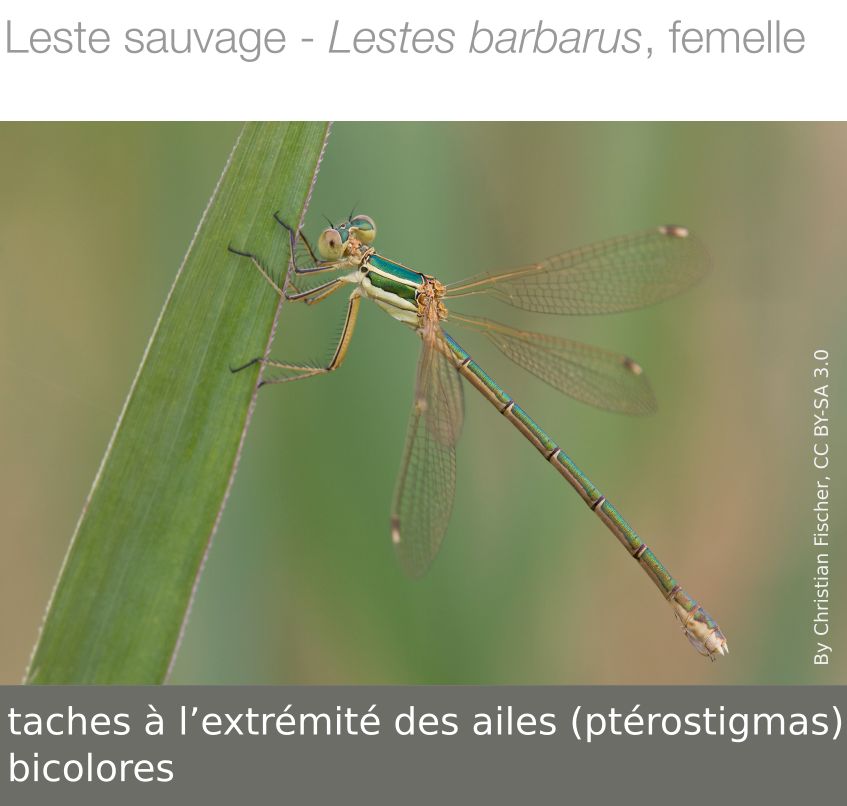 Leste sauvage - Lestes barbarus, femelle
By Christian Fischer, CC BY-SA 3.0
taches à l’extrémité des ailes (ptérostigmas)
bicolores